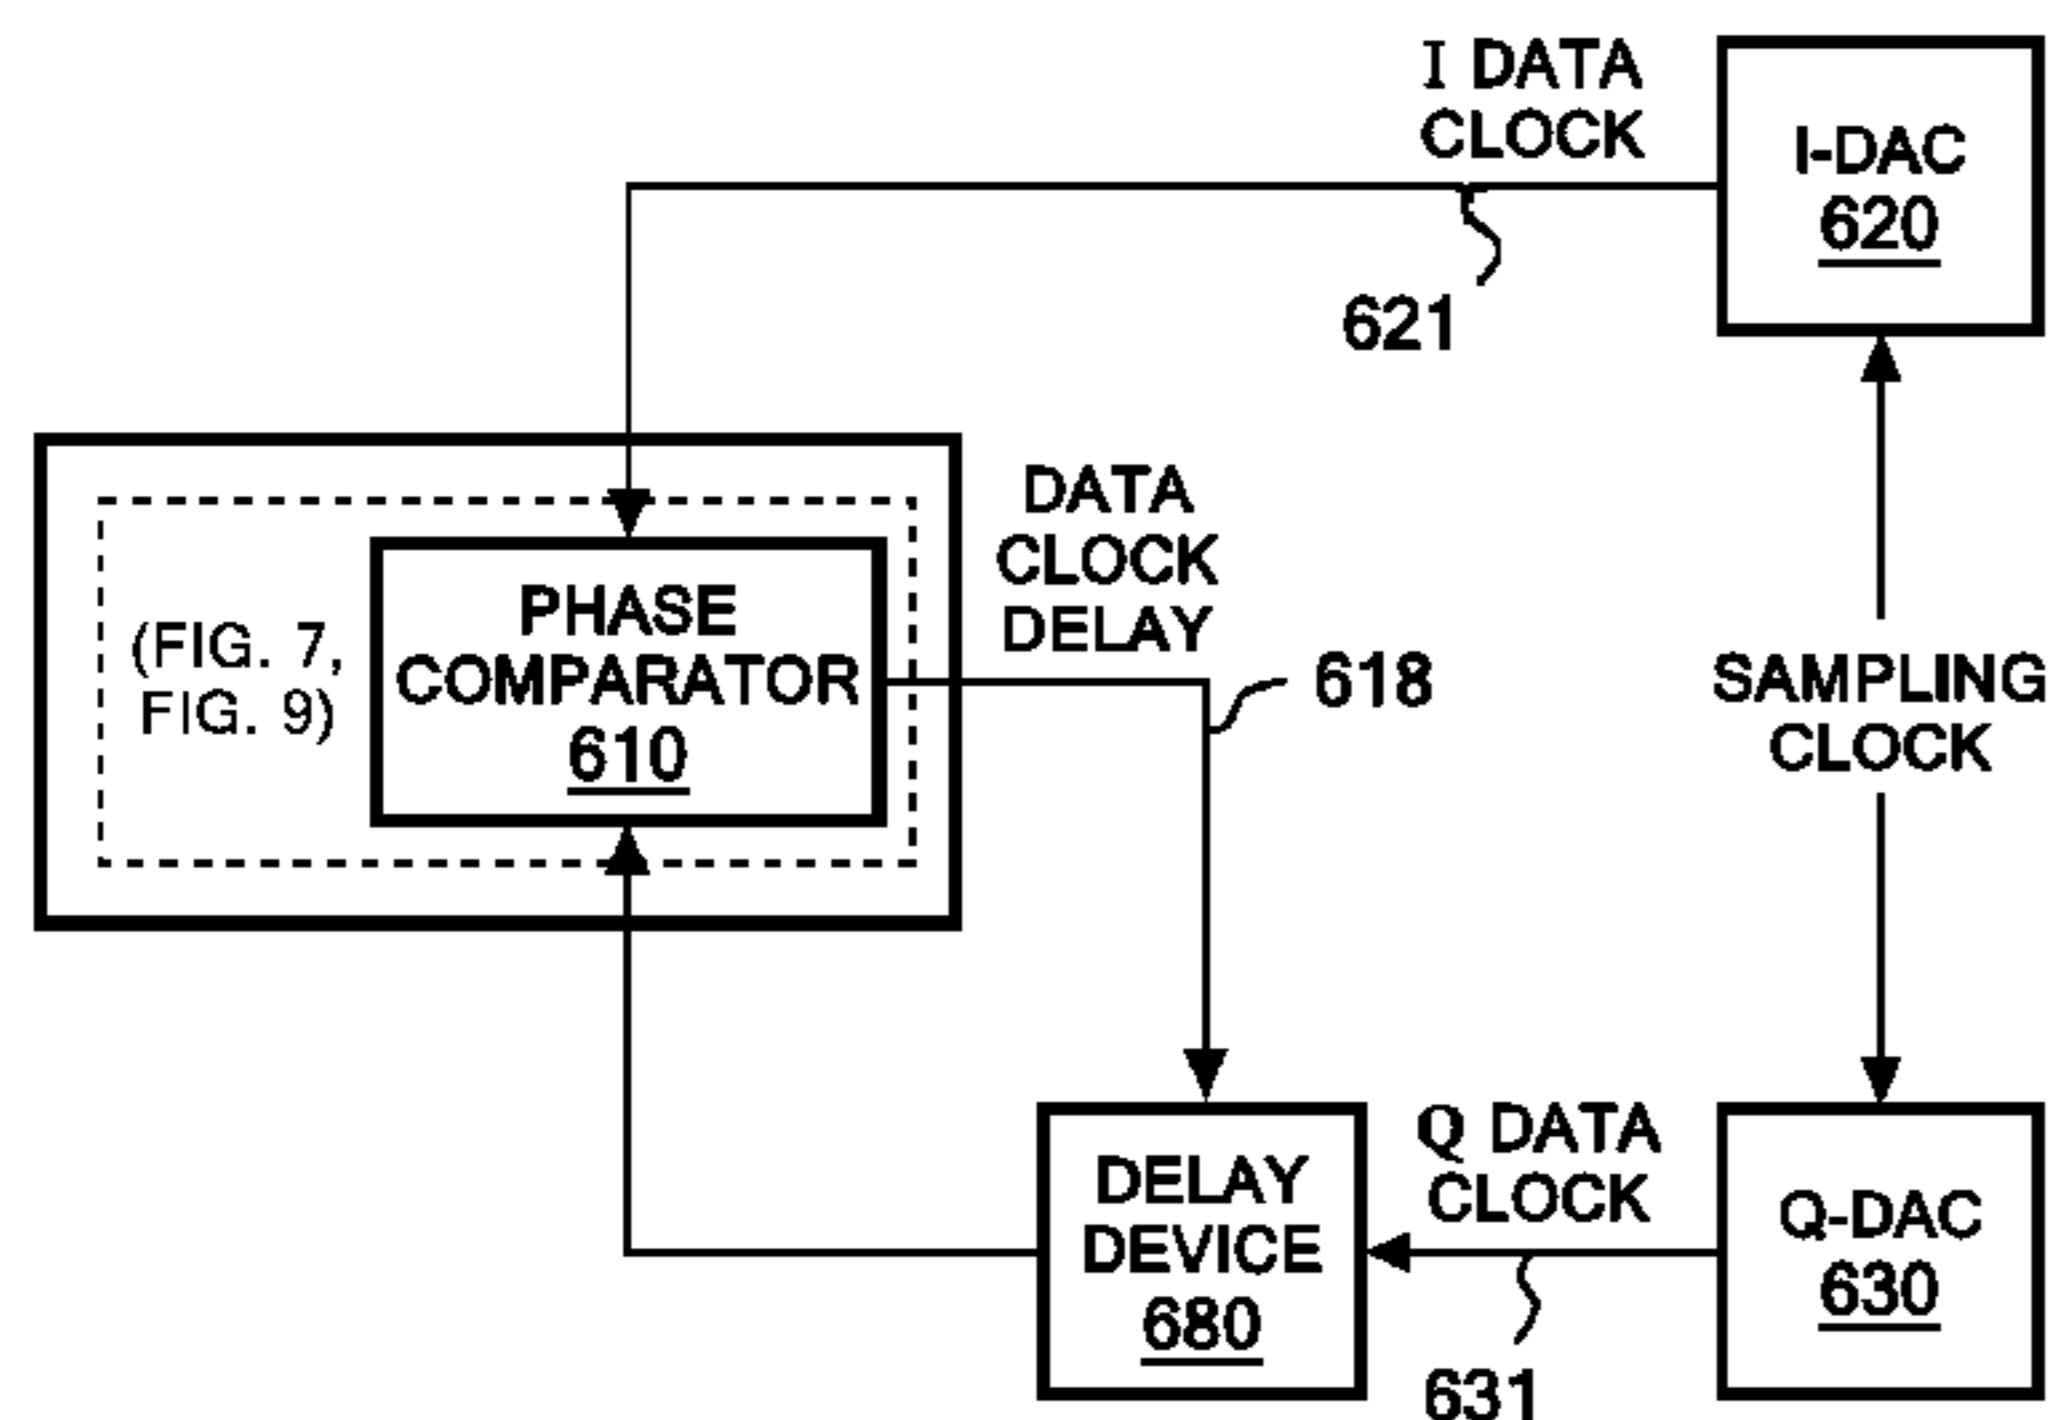 I DATA
CLOCK
I-DAC
620
621
DATA
CLOCK
DELAY
(FIG. 7,
FIG. 9)
PHASE
COMPARATOR
610
618
SAMPLING
CLOCK
DELAY
DEVICE
680
Q DATA
CLOCK
631
Q-DAC
630